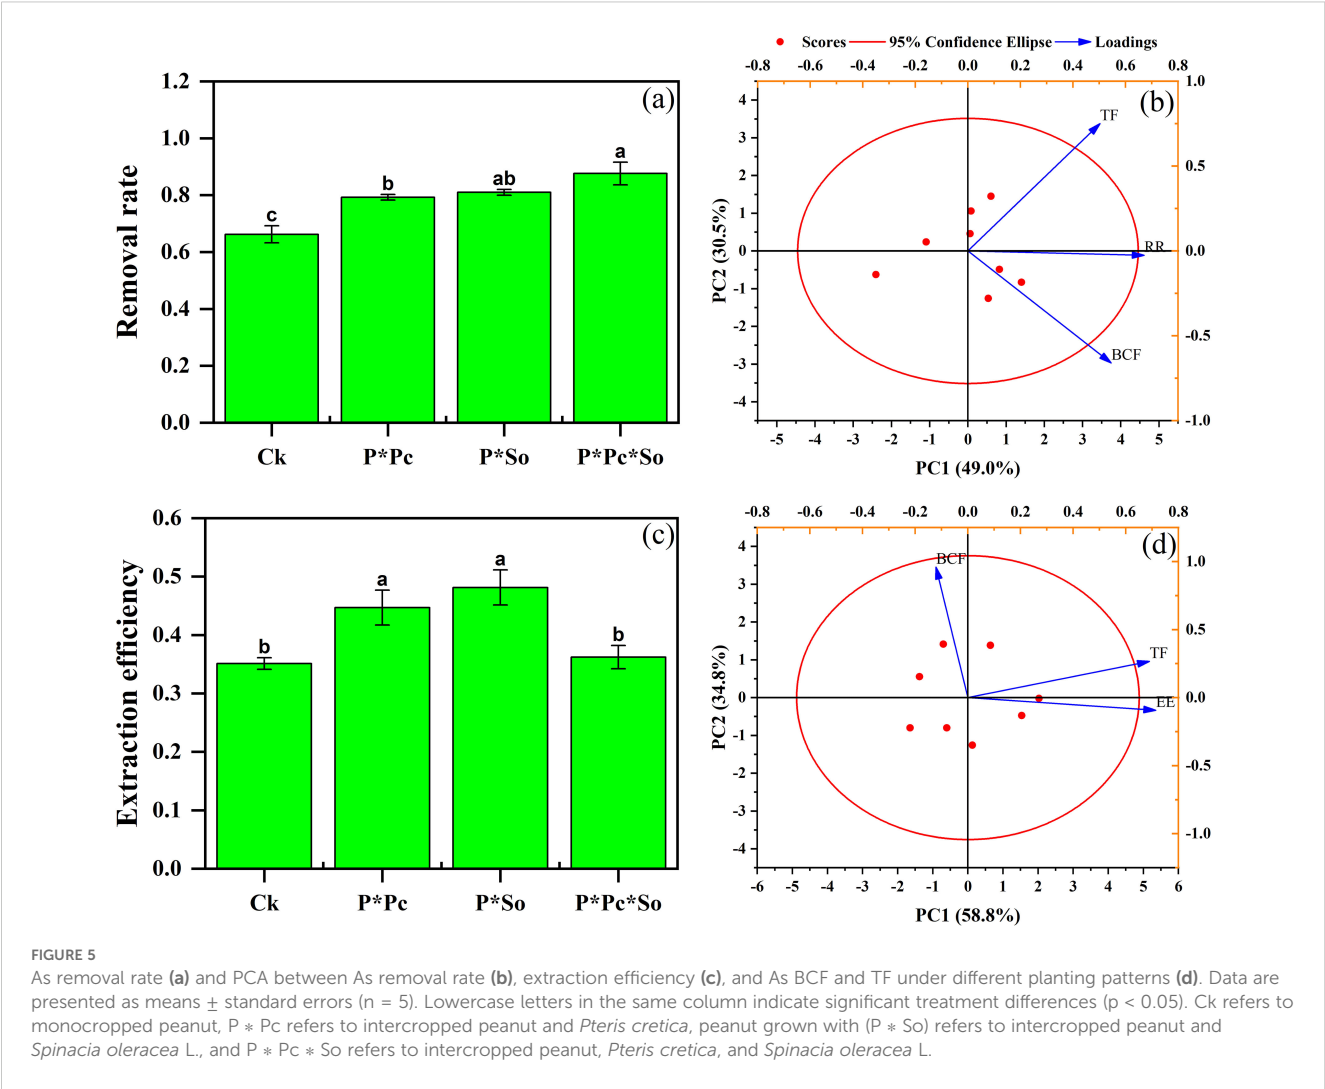 (a)
Removal rate
1.2
1.0
0.8
0.6
0.4
0.2
0.0
c
b
ab
a
Ck P*Pc P*So P*Pc*So
Scores 95% Confidence Ellipse Loadings
-0.8 -0.6 -0.4 -0.2 0.0 0.2 0.4 0.6 0.8
(b)
PC2 (30.5%)
4
3
2
1
0
-1
-2
-3
-4
1.0
0.5
0.0
-0.5
-1.0
TF
RR
BCF
-5 -4 -3 -2 -1 0 1 2 3 4 5
PC1 (49.0%)
(c)
Extraction efficiency
0.6
0.5
0.4
0.3
0.2
0.1
0.0
b
a
a
b
Ck P*Pc P*So P*Pc*So
-0.8 -0.6 -0.4 -0.2 0.0 0.2 0.4 0.6 0.8
(d)
PC2 (34.8%)
4
3
2
1
0
-1
-2
-3
-4
1.0
0.5
0.0
-0.5
-1.0
BCF
TF
EE
-6 -5 -4 -3 -2 -1 0 1 2 3 4 5 6
PC1 (58.8%)
FIGURE 5
As removal rate (a) and PCA between As removal rate (b), extraction efficiency (c), and As BCF and TF under different planting patterns (d). Data are
presented as means ± standard errors (n = 5). Lowercase letters in the same column indicate significant treatment differences (p < 0.05). Ck refers to
monocropped peanut, P ∗ Pc refers to intercropped peanut and Pteris cretica, peanut grown with (P ∗ So) refers to intercropped peanut and
Spinacia oleracea L., and P ∗ Pc ∗ So refers to intercropped peanut, Pteris cretica, and Spinacia oleracea L.